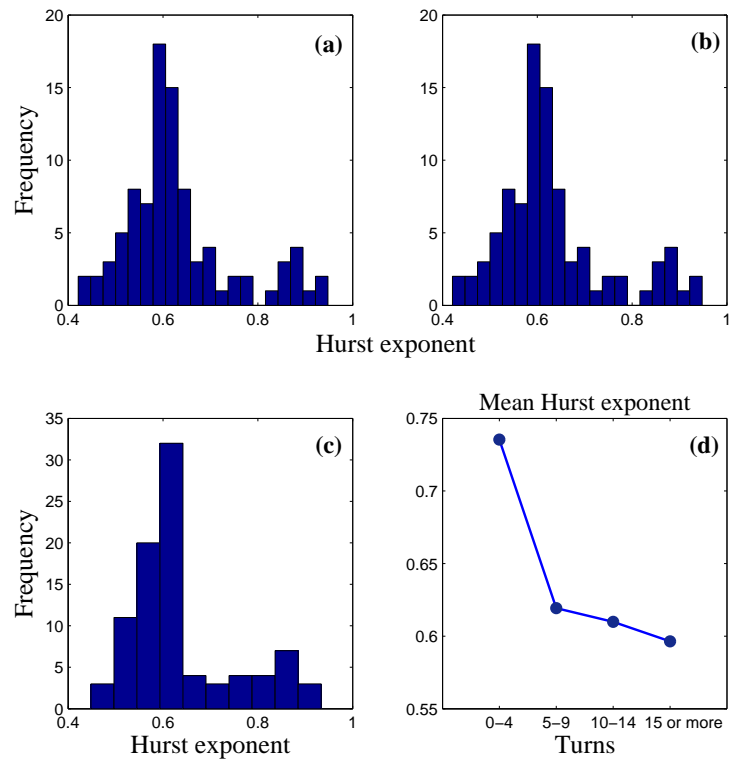 20
15
10
5
0
0.4 0.6 0.8 1
Frequency
(a)
20
15
10
5
0
0.4 0.6 0.8 1
(b)
Hurst exponent
35
30
25
20
15
10
5
0
0.4 0.6 0.8 1
Frequency
(c)
Hurst exponent
Mean Hurst exponent
0.75
0.7
0.65
0.6
0.55
(d)
0−4 5−9 10−14 15 or more
Turns